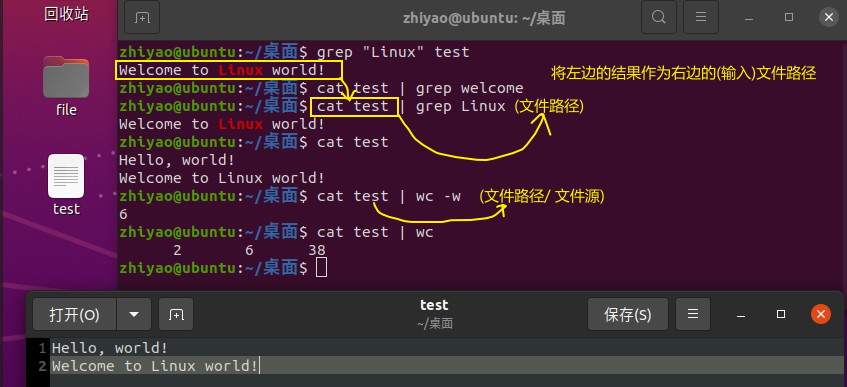 回收站
file
test
zhiyao@ubuntu: ~/桌面
zhiyao@ubuntu:~/桌面$ grep "Linux" test
Welcome to Linux world!
将左边的结果作为右边的(输入)文件路径
zhiyao@ubuntu:~/桌面$ cat test | grep welcome
zhiyao@ubuntu:~/桌面$ cat test | grep Linux (文件路径)
Welcome to Linux world!
zhiyao@ubuntu:~/桌面$ cat test
Hello, world!
Welcome to Linux world!
zhiyao@ubuntu:~/桌面$ cat test | wc -w (文件路径/ 文件源)
6
zhiyao@ubuntu:~/桌面$ cat test | wc
2 6 38
zhiyao@ubuntu:~/桌面$
打开(O) test 保存(S)
~/桌面
1 Hello, world!
2 Welcome to Linux world!